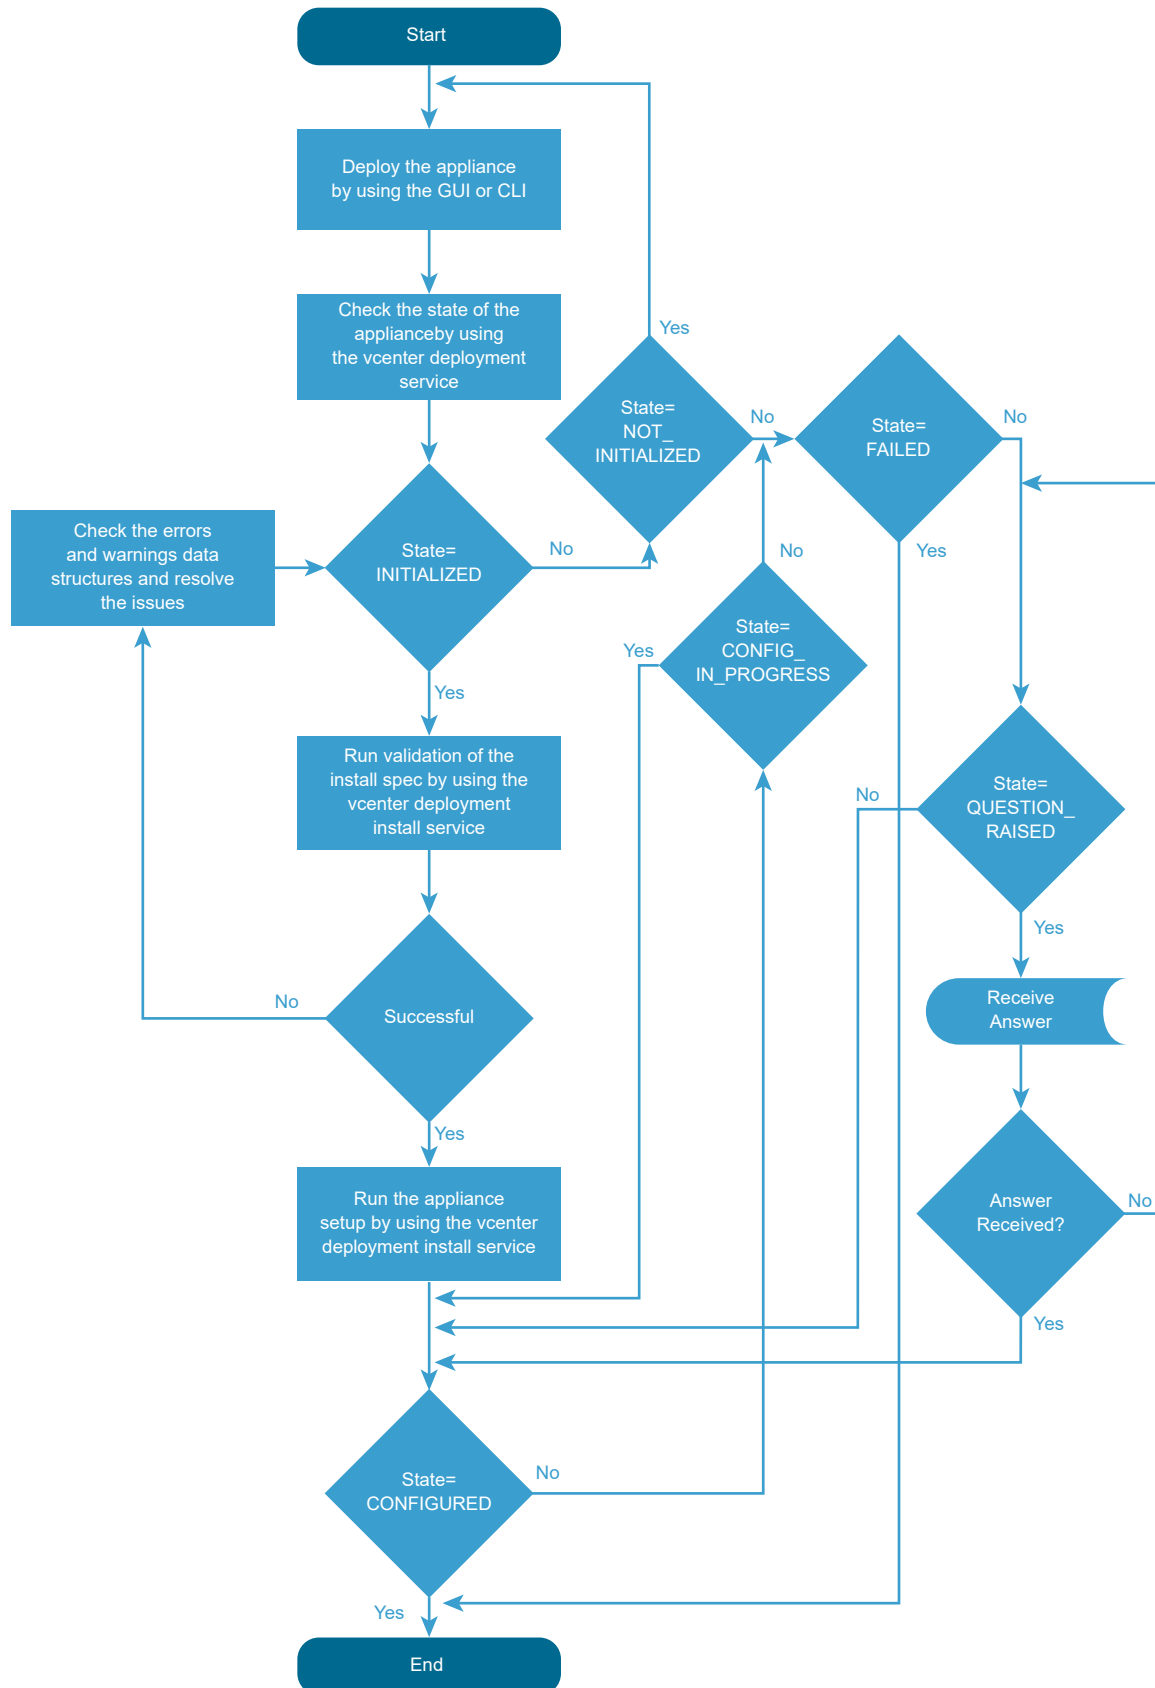 Start
Deploy the appliance
by using the GUI or CLI
Check the state of the
applianceby using
the vcenter deployment
service
Yes
State=
NOT_
INITIALIZED
No
State=
FAILED
No
Yes
Check the errors
and warnings data
structures and resolve
the issues
State=
INITIALIZED
No
Yes
No
State=
CONFIG_
IN_PROGRESS
Yes
Run validation of the
install spec by using the
vcenter deployment
install service
State=
QUESTION_
RAISED
No
Yes
Successful
No
Yes
Receive
Answer
Run the appliance
setup by using the vcenter
deployment install service
Answer
Received?
No
Yes
State=
CONFIGURED
No
Yes
End